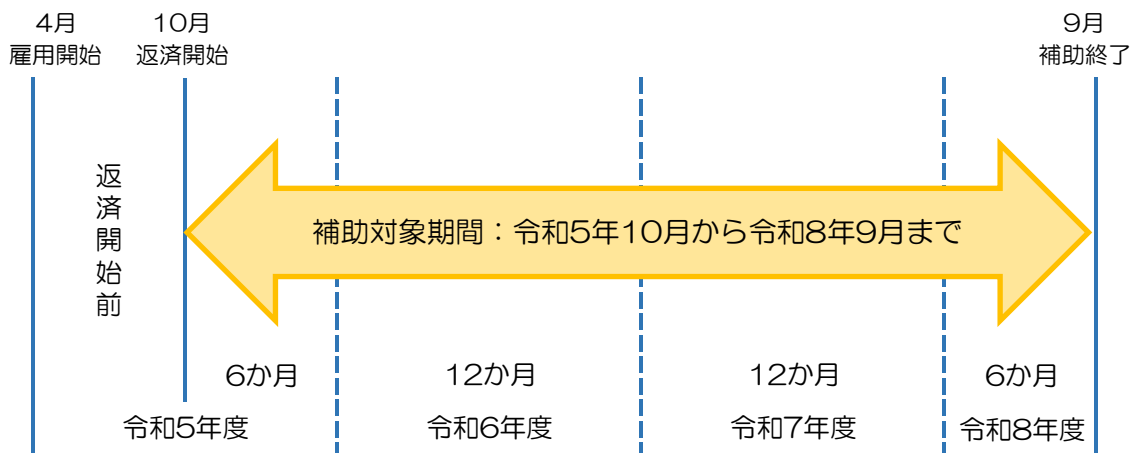 4月
雇用開始
10月
返済開始
9月
補助終了
返済開始前
補助対象期間：令和5年10月から令和8年9月まで
6か月
12か月
12か月
6か月
令和5年度
令和6年度
令和7年度
令和8年度